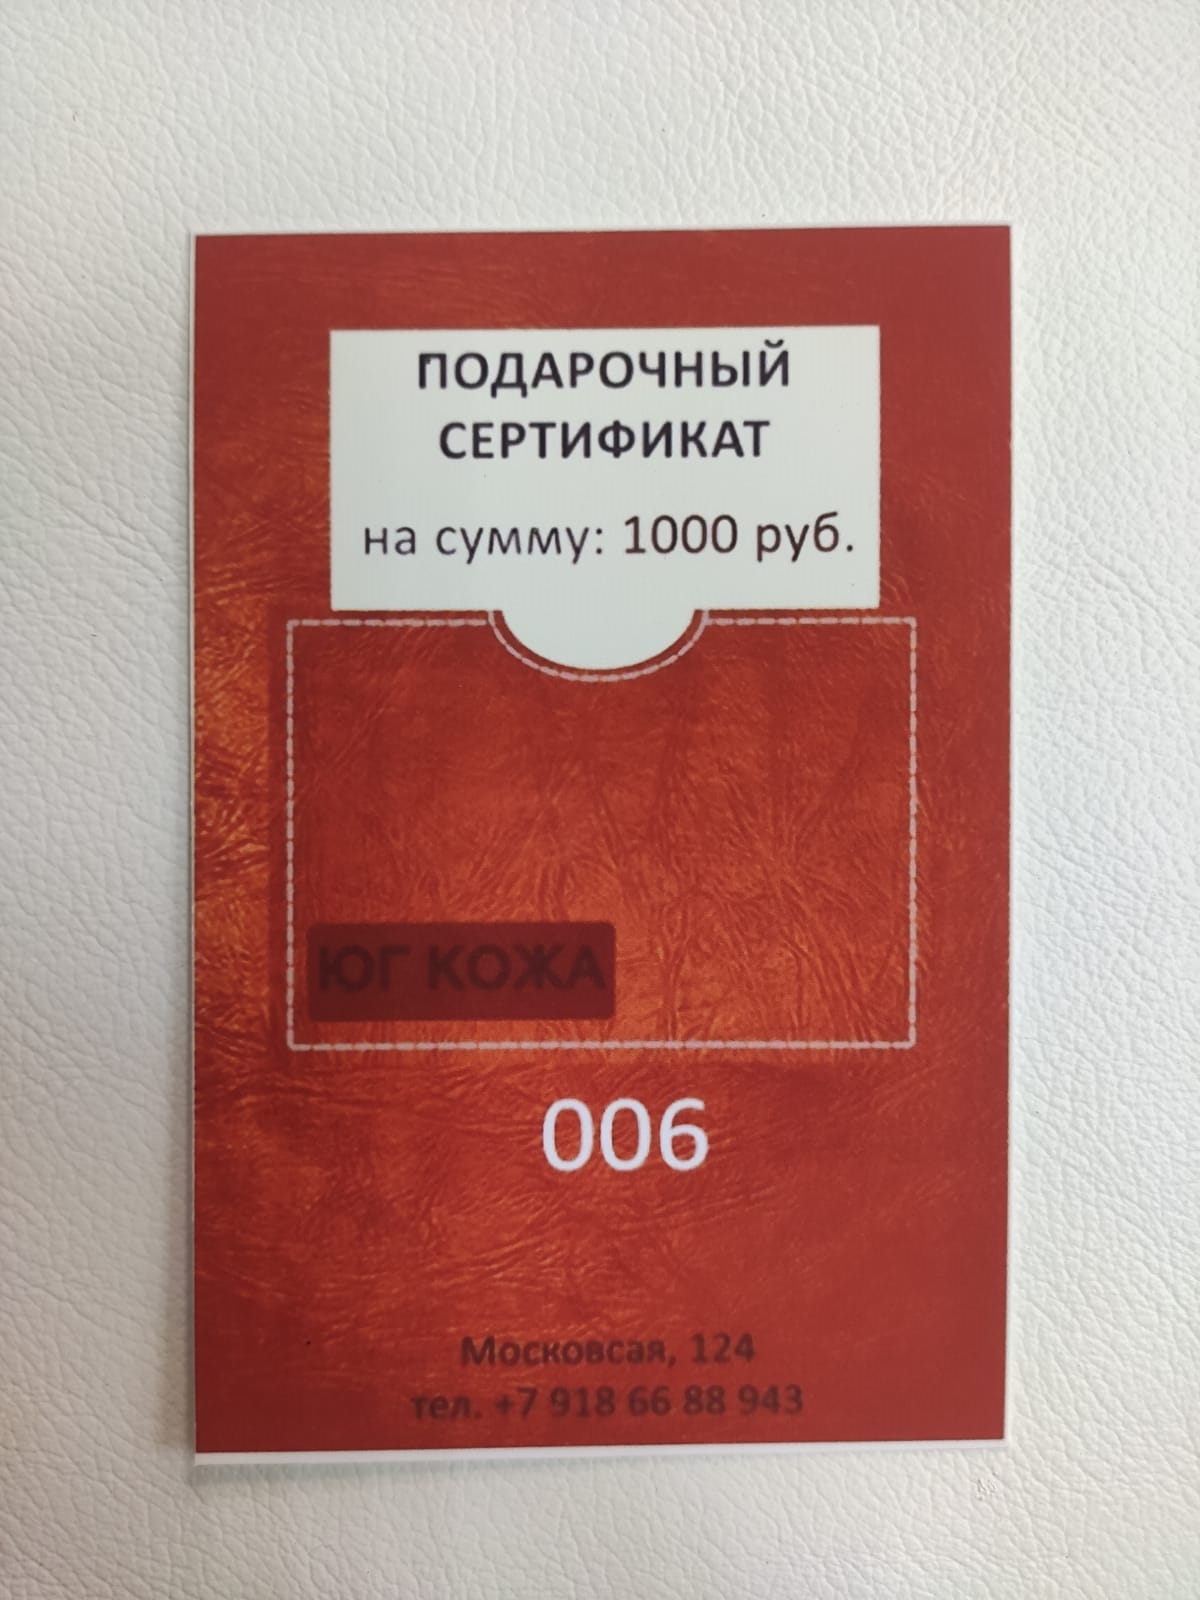 ПОДАРОЧНЫЙ
СЕРТИФИКАТ
на сумму: 1000 руб.
ЮГ КОЖА
006
Московсая, 124
тел. +7 918 66 88 943